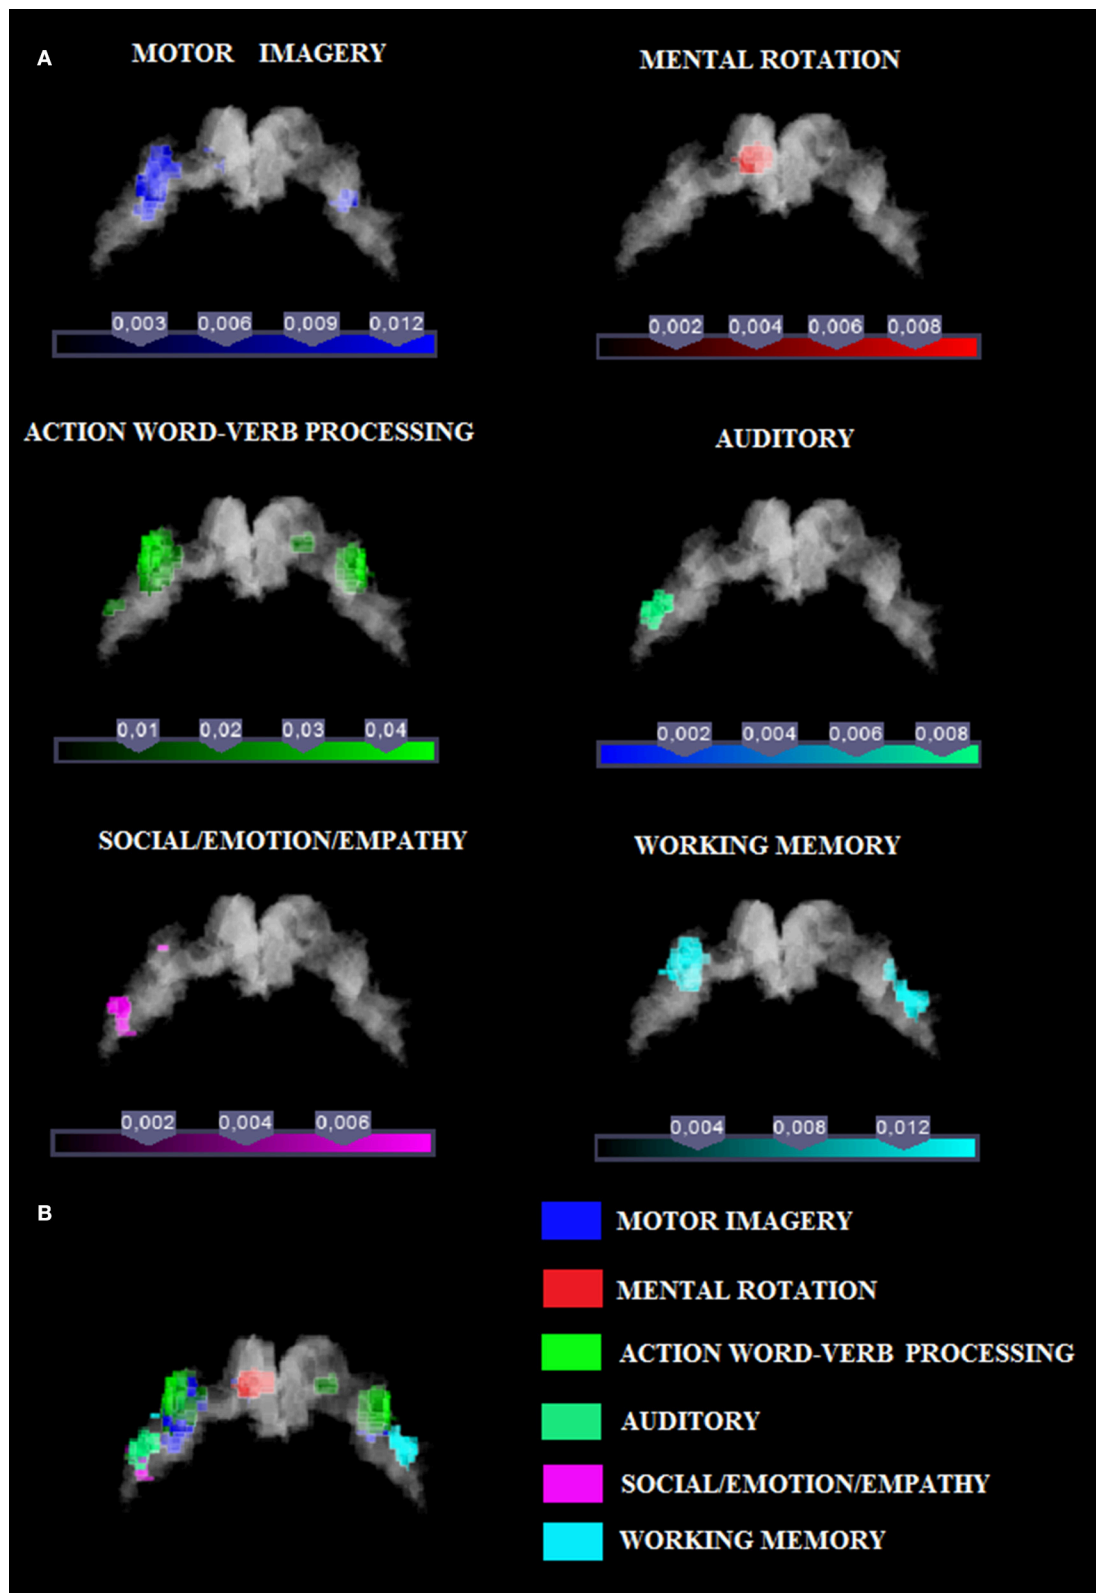 A
MOTOR IMAGERY
MENTAL ROTATION
0,003 0,006 0,009 0,012
0,002 0,004 0,006 0,008
ACTION WORD-VERB PROCESSING
AUDITORY
0,01 0,02 0,03 0,04
0,002 0,004 0,006 0,008
SOCIAL/EMOTION/EMPATHY
WORKING MEMORY
0,002 0,004 0,006
0,004 0,008 0,012
B
MOTOR IMAGERY
MENTAL ROTATION
ACTION WORD-VERB PROCESSING
AUDITORY
SOCIAL/EMOTION/EMPATHY
WORKING MEMORY